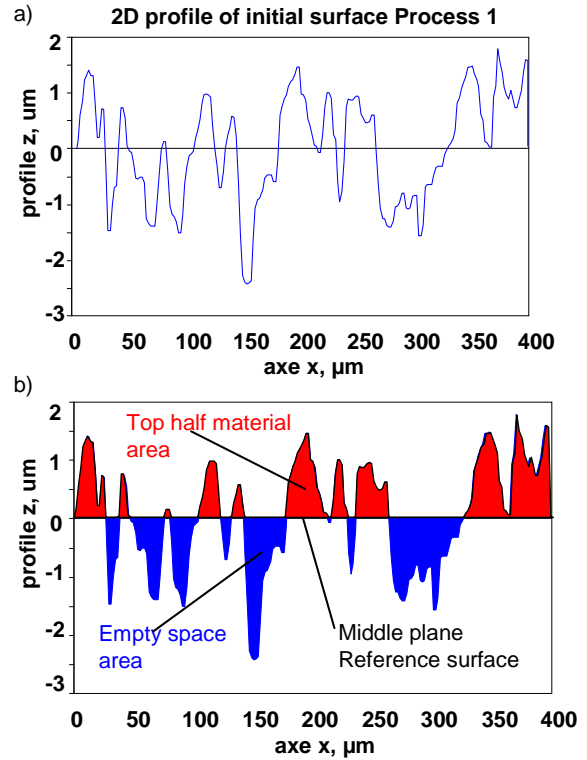 a)
2D profile of initial surface Process 1
profile z, um
2
1
0
-1
-2
-3
0 50 100 150 200 250 300 350 400
axe x, µm
b)
profile z, um
2
1
0
-1
-2
-3
Top half material
area
Empty space
area
Middle plane
Reference surface
0 50 100 150 200 250 300 350 400
axe x, µm